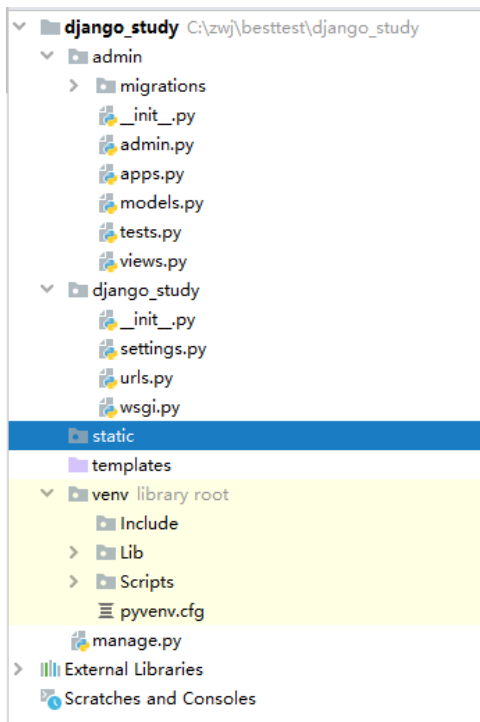 django_study C:\zwj\besttest\django_study
admin
migrations
__init__.py
admin.py
apps.py
models.py
tests.py
views.py
django_study
__init__.py
settings.py
urls.py
wsgi.py
static
templates
venv library root
Include
Lib
Scripts
pyvenv.cfg
manage.py
External Libraries
Scratches and Consoles